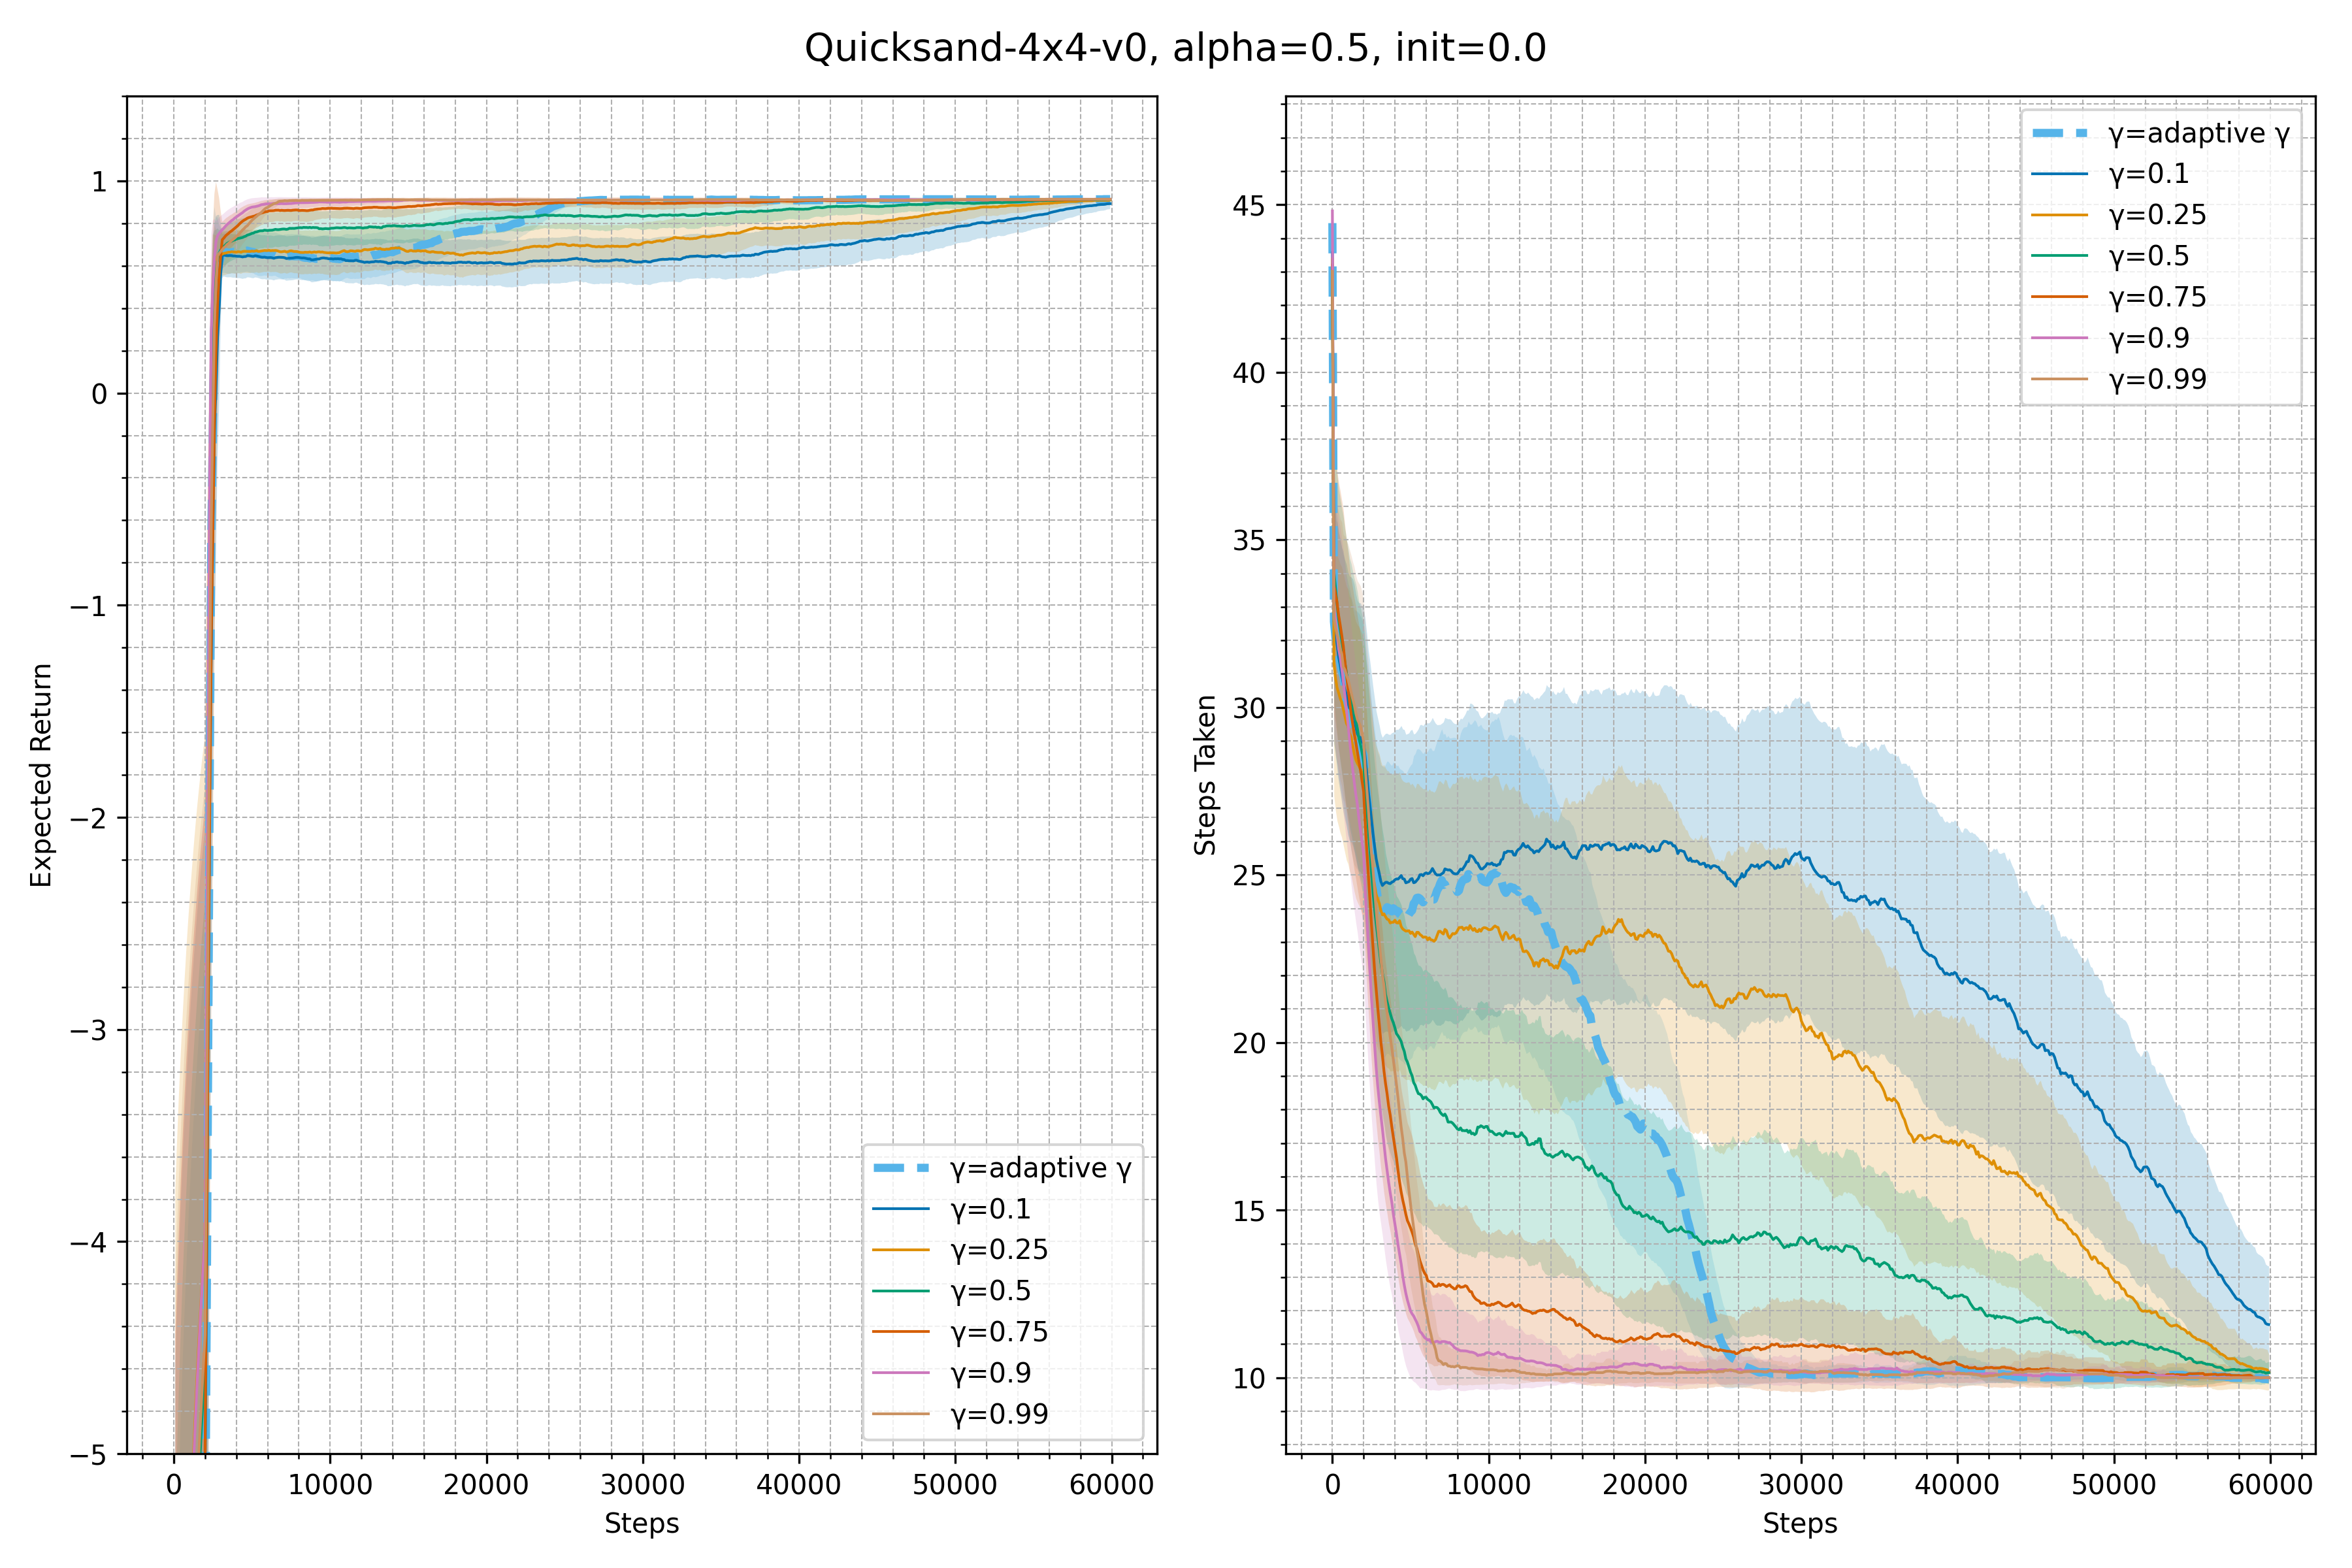 Quicksand-4x4-v0, alpha=0.5, init=0.0
Expected Return
1
0
−1
−2
−3
−4
−5
γ=adaptive γ
γ=0.1
γ=0.25
γ=0.5
γ=0.75
γ=0.9
γ=0.99
0 10000 20000 30000 40000 50000 60000
Steps
Steps Taken
45
40
35
30
25
20
15
10
γ=adaptive γ
γ=0.1
γ=0.25
γ=0.5
γ=0.75
γ=0.9
γ=0.99
0 10000 20000 30000 40000 50000 60000
Steps